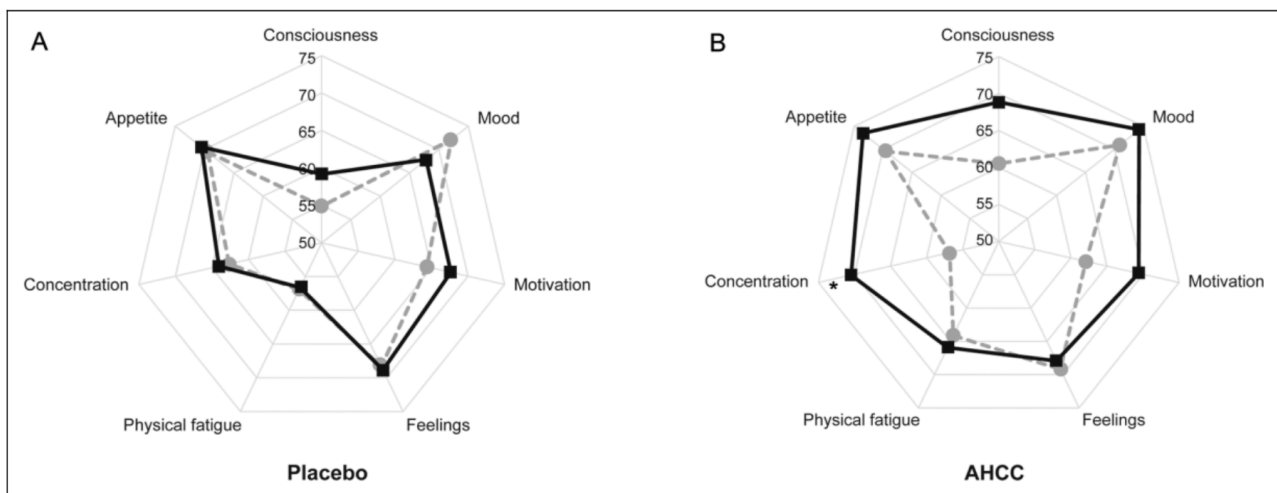 A
Consciousness
75
70
65
60
55
50
Appetite
Mood
Concentration
Motivation
Physical fatigue
Feelings
Placebo
B
Consciousness
75
70
65
60
55
50
Appetite
Mood
Concentration
*
Motivation
Physical fatigue
Feelings
AHCC